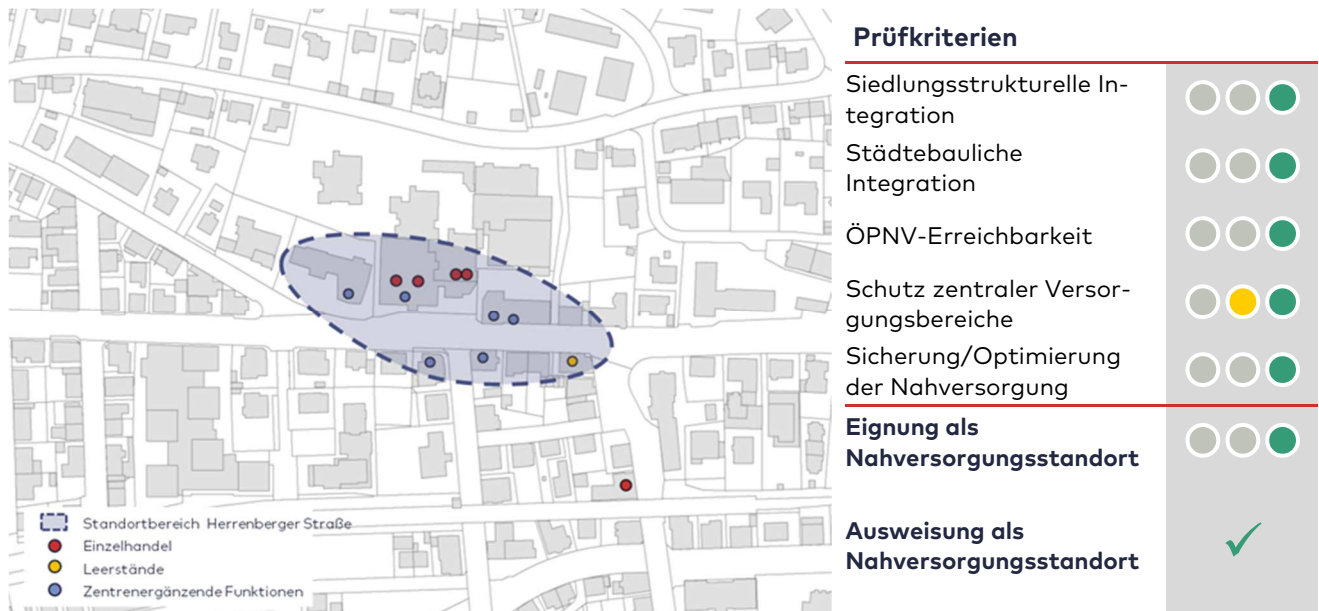 Standortbereich Herrenberger Straße
Einzelhandel
Leerstände
Zentrenergänzende Funktionen
Prüfkriterien
Siedlungsstrukturelle In-
tegration
Städtebauliche
Integration
ÖPNV-Erreichbarkeit
Schutz zentraler Versor-
gungsbereiche
Sicherung/Optimierung
der Nahversorgung
Eignung als
Nahversorgungsstandort
Ausweisung als
Nahversorgungsstandort